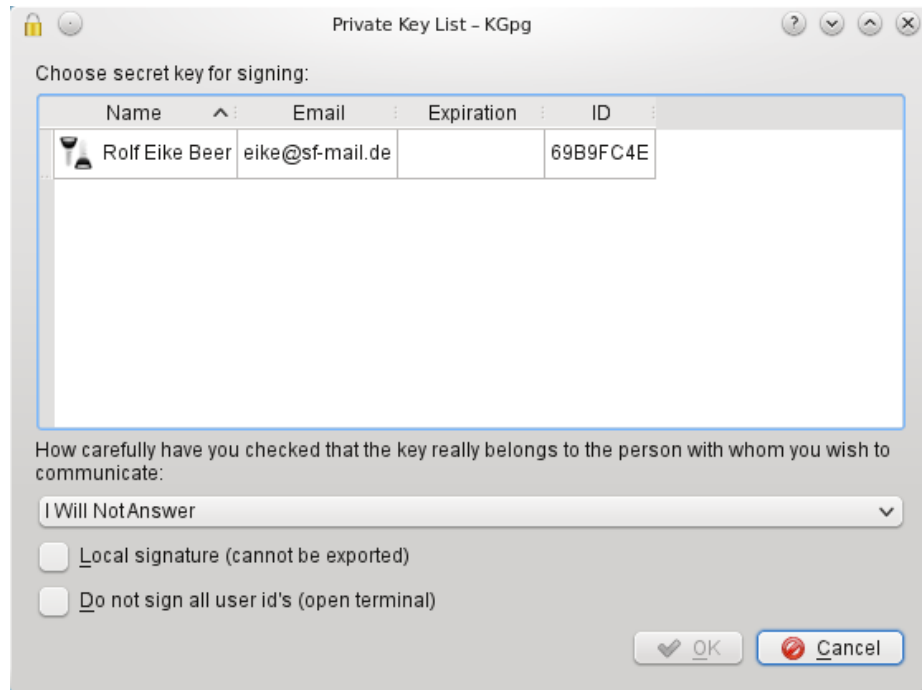 Private Key List – KGpg
Choose secret key for signing:
Name Email Expiration ID
Rolf Eike Beer eike@sf-mail.de 69B9FC4E
How carefully have you checked that the key really belongs to the person with whom you wish to
communicate:
I Will Not Answer
Local signature (cannot be exported)
Do not sign all user id's (open terminal)
OK Cancel